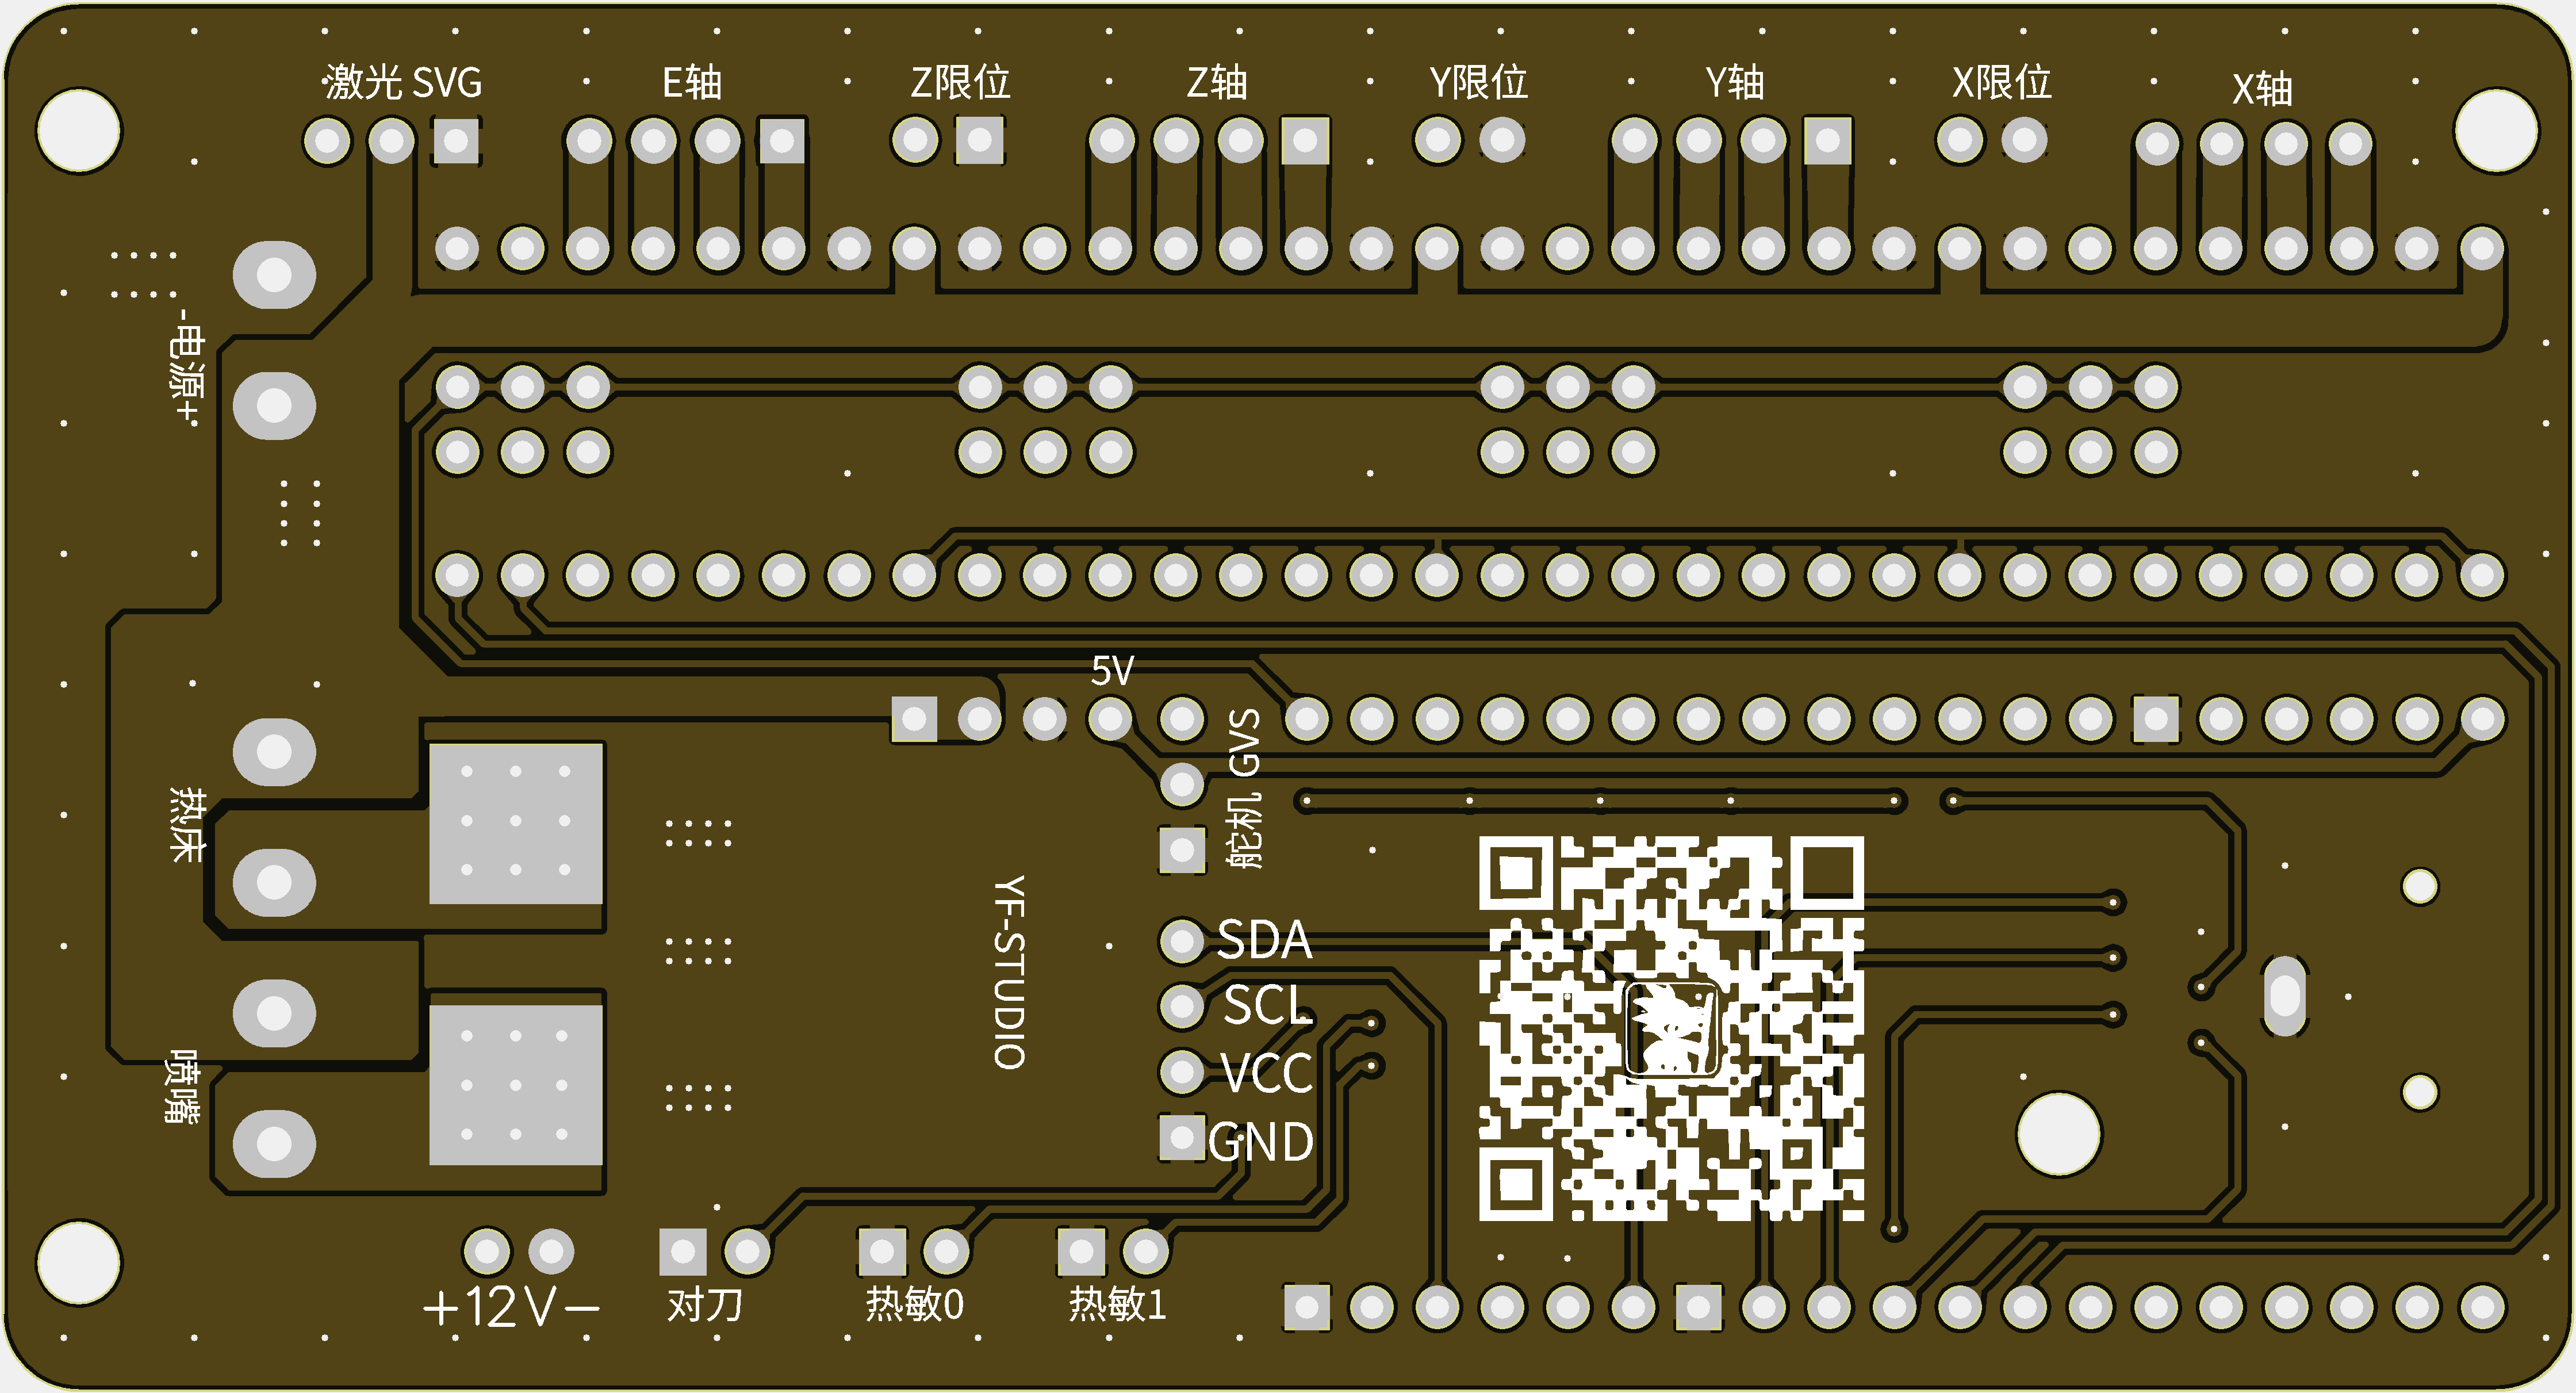 激光 SVG
E轴
Z限位
Z轴
Y限位
Y轴
X限位
X轴
-电源+
5V
舵机 GVS
热床
YF-STUDIO
SDA
SCL
VCC
GND
喷嘴
+12V-
对刀
热敏0
热敏1